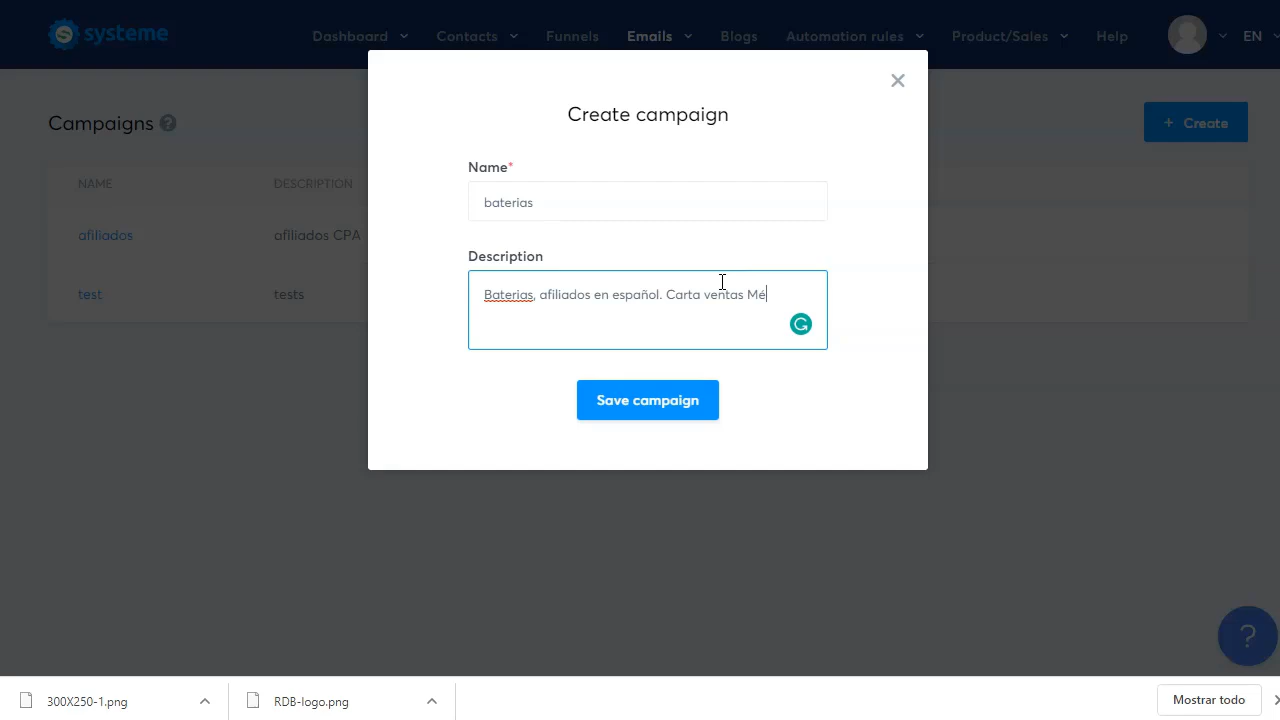 systeme
Dashboard Contacts Funnels Emails Blogs Automation rules Product/Sales Help EN
Campaigns ?
+ Create
NAME DESCRIPTION
afiliados afiliados CPA
test tests
Create campaign
Name*
baterias
Description
Baterias, afiliados en español. Carta ventas Mé
Save campaign
?
300X250-1.png RDB-logo.png Mostrar todo